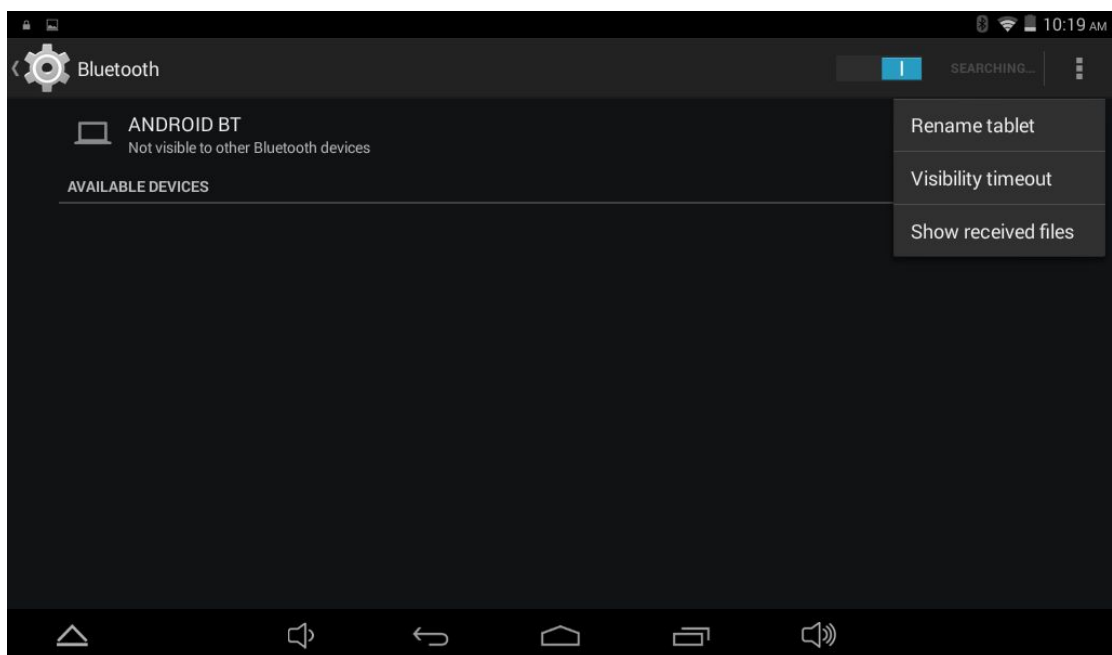 10:19 AM
Bluetooth
SEARCHING...
ANDROID BT
Not visible to other Bluetooth devices
AVAILABLE DEVICES
Rename tablet
Visibility timeout
Show received files